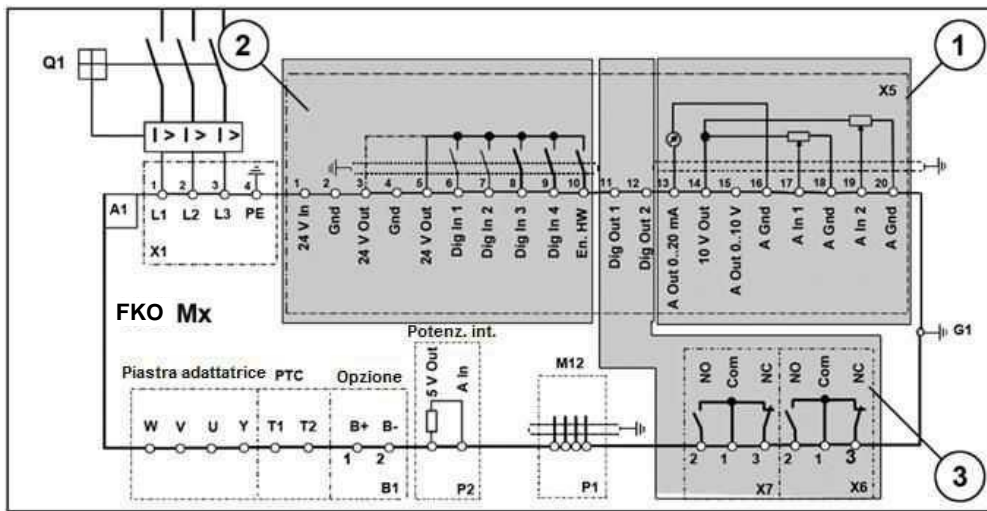 Q1
2
1
X5
I > I > I >
1 2 3 4
L1 L2 L3 PE
A1
X1
1 2 3 4 5 6 7 8 9 10 11 12 13 14 15 16 17 18 19 20
24 V In
Gnd
24 V Out
Gnd
24 V Out
Dig In 1
Dig In 2
Dig In 3
Dig In 4
En. HW
Dig Out 1
Dig Out 2
A Out 0..20 mA
10 V Out
A Out 0..10 V
A Gnd
A In 1
A Gnd
A In 2
A Gnd
FKO Mx
G1
Piastra adattatrice PTC Opzione
Potenz. int.
M12
W V U Y T1 T2 B+ B-
1 2
B1
5 V Out
A In
P2
P1
NO Com NC NO Com NC
2 1 3 2 1 3
X7 X6
3